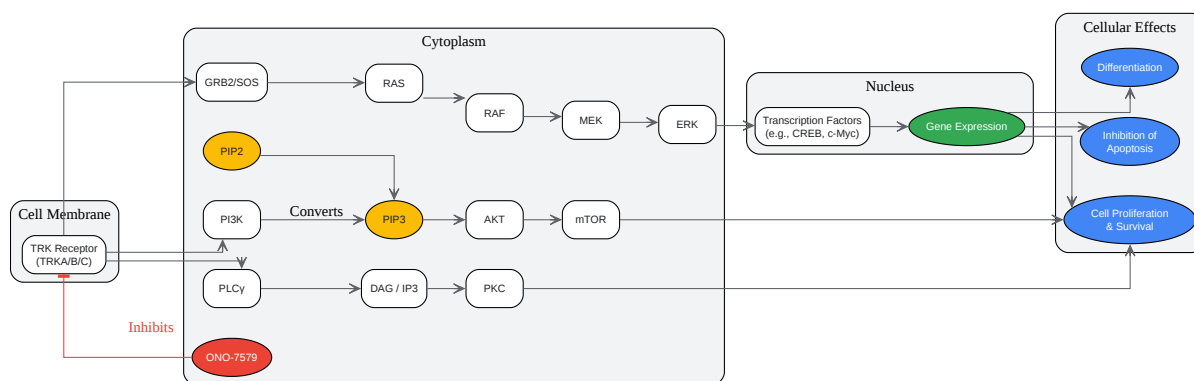 Cytoplasm
Cellular Effects
GRB2/SOS
RAS
Differentiation
Nucleus
RAF
MEK
ERK
Transcription Factors
(e.g., CREB, c-Myc)
Gene Expression
Inhibition of
Apoptosis
PIP2
Cell Membrane
PI3K
Converts
PIP3
AKT
mTOR
Cell Proliferation
& Survival
TRK Receptor
(TRKA/B/C)
PLCγ
DAG / IP3
PKC
Inhibits
ONO-7579